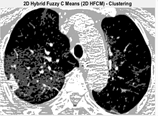 2D Hybrid Fuzzy C Means (2D HFCM) - Clustering